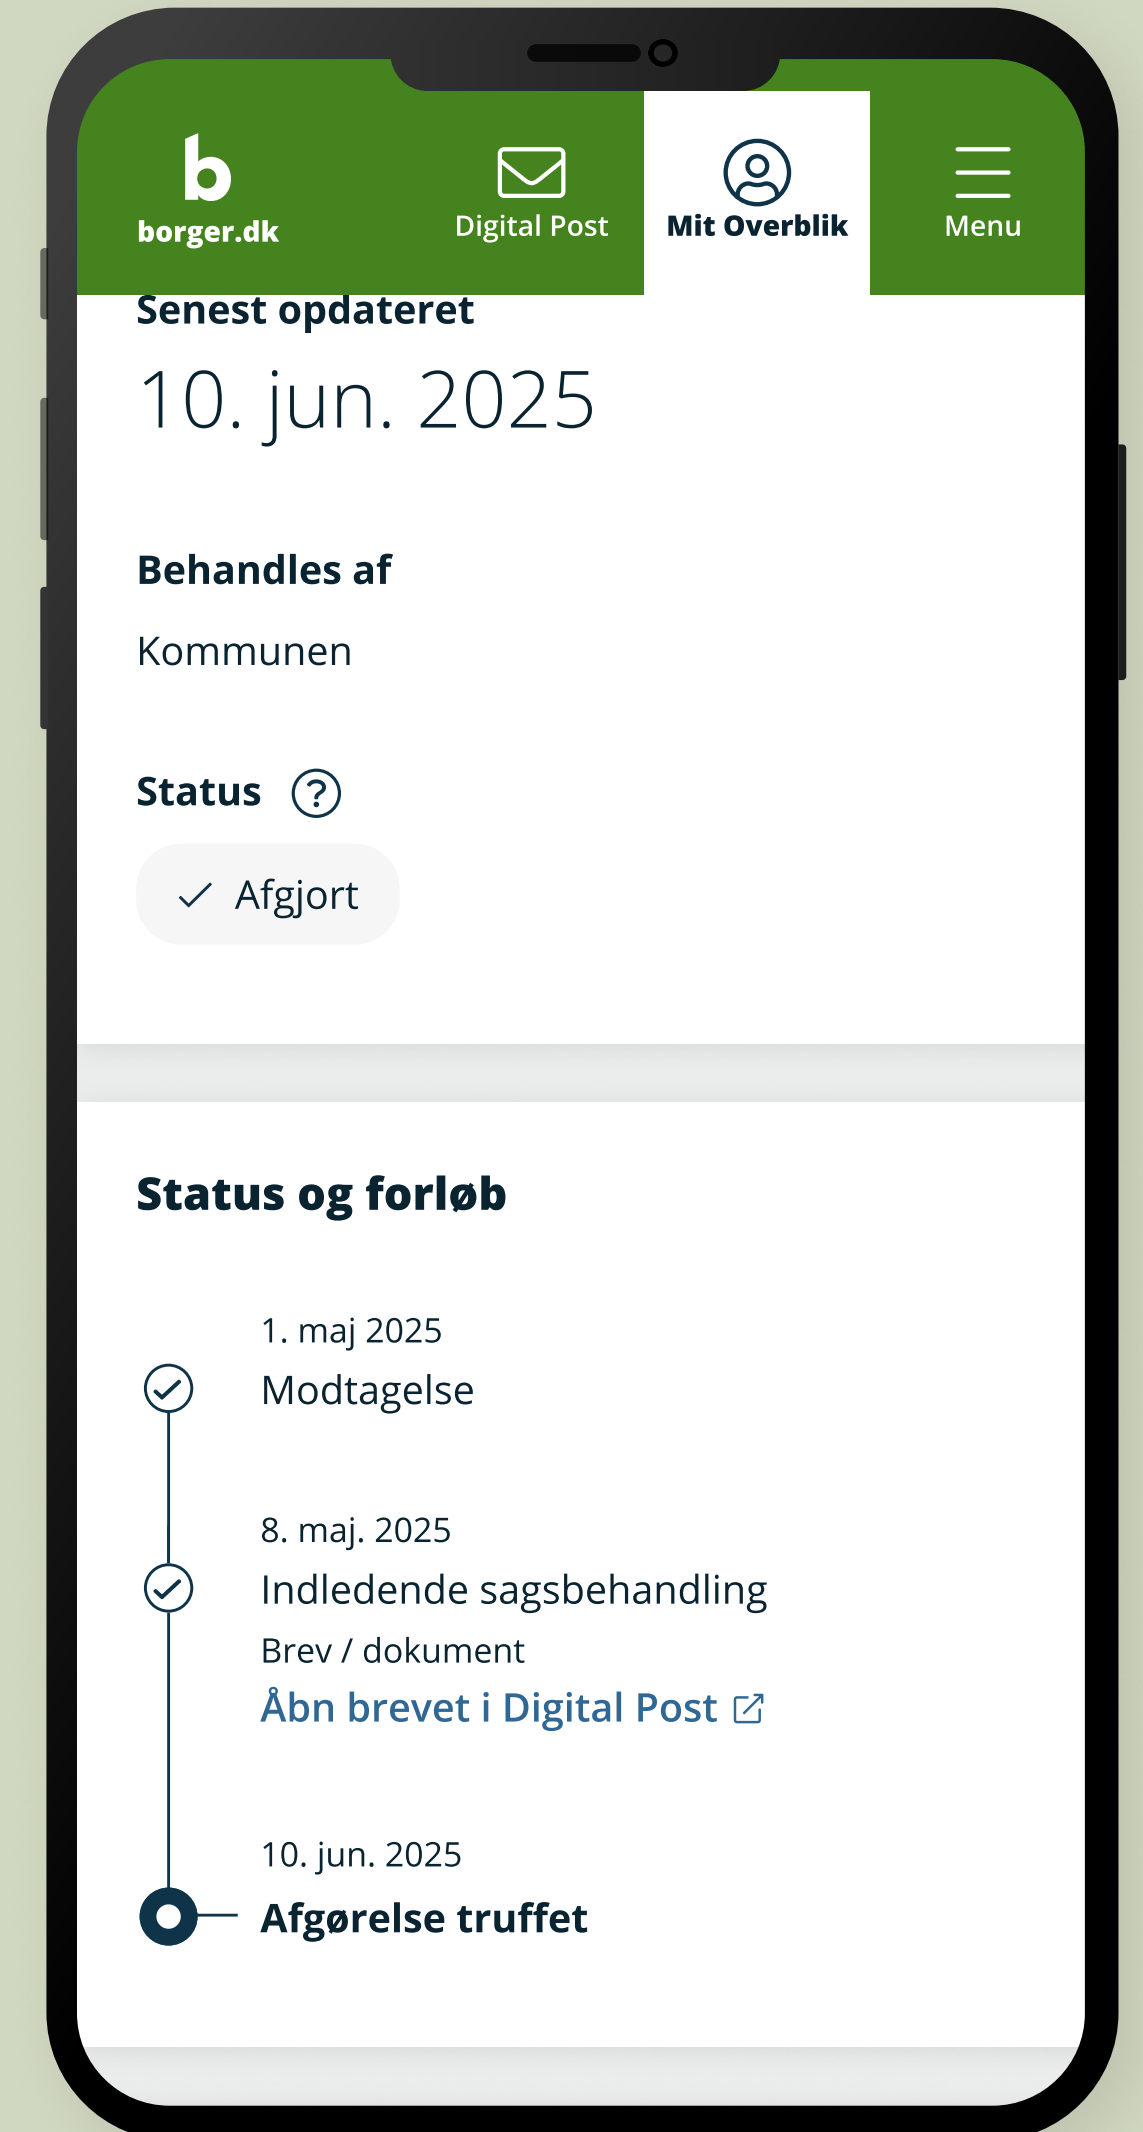 borger.dk
Digital Post
Mit Overblik
Menu
Senest opdateret
10. jun. 2025
Behandles af
Kommunen
Status
Afgjort
Status og forløb
1. maj 2025
Modtagelse
8. maj. 2025
Indledende sagsbehandling
Brev / dokument
Åbn brevet i Digital Post
10. jun. 2025
Afgørelse truffet